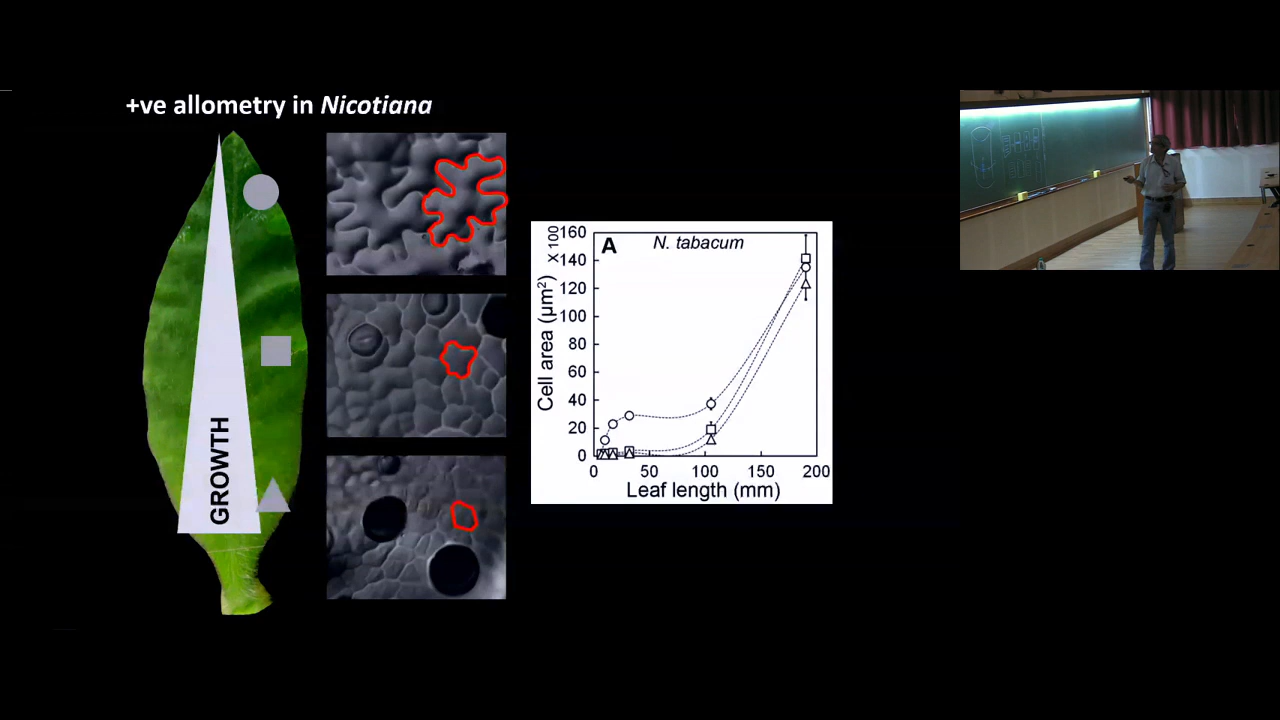 +ve allometry in Nicotiana
GROWTH
A N. tabacum
x 100
160
140
120
100
80
60
40
20
0
Cell area (µm²)
0 50 100 150 200
Leaf length (mm)